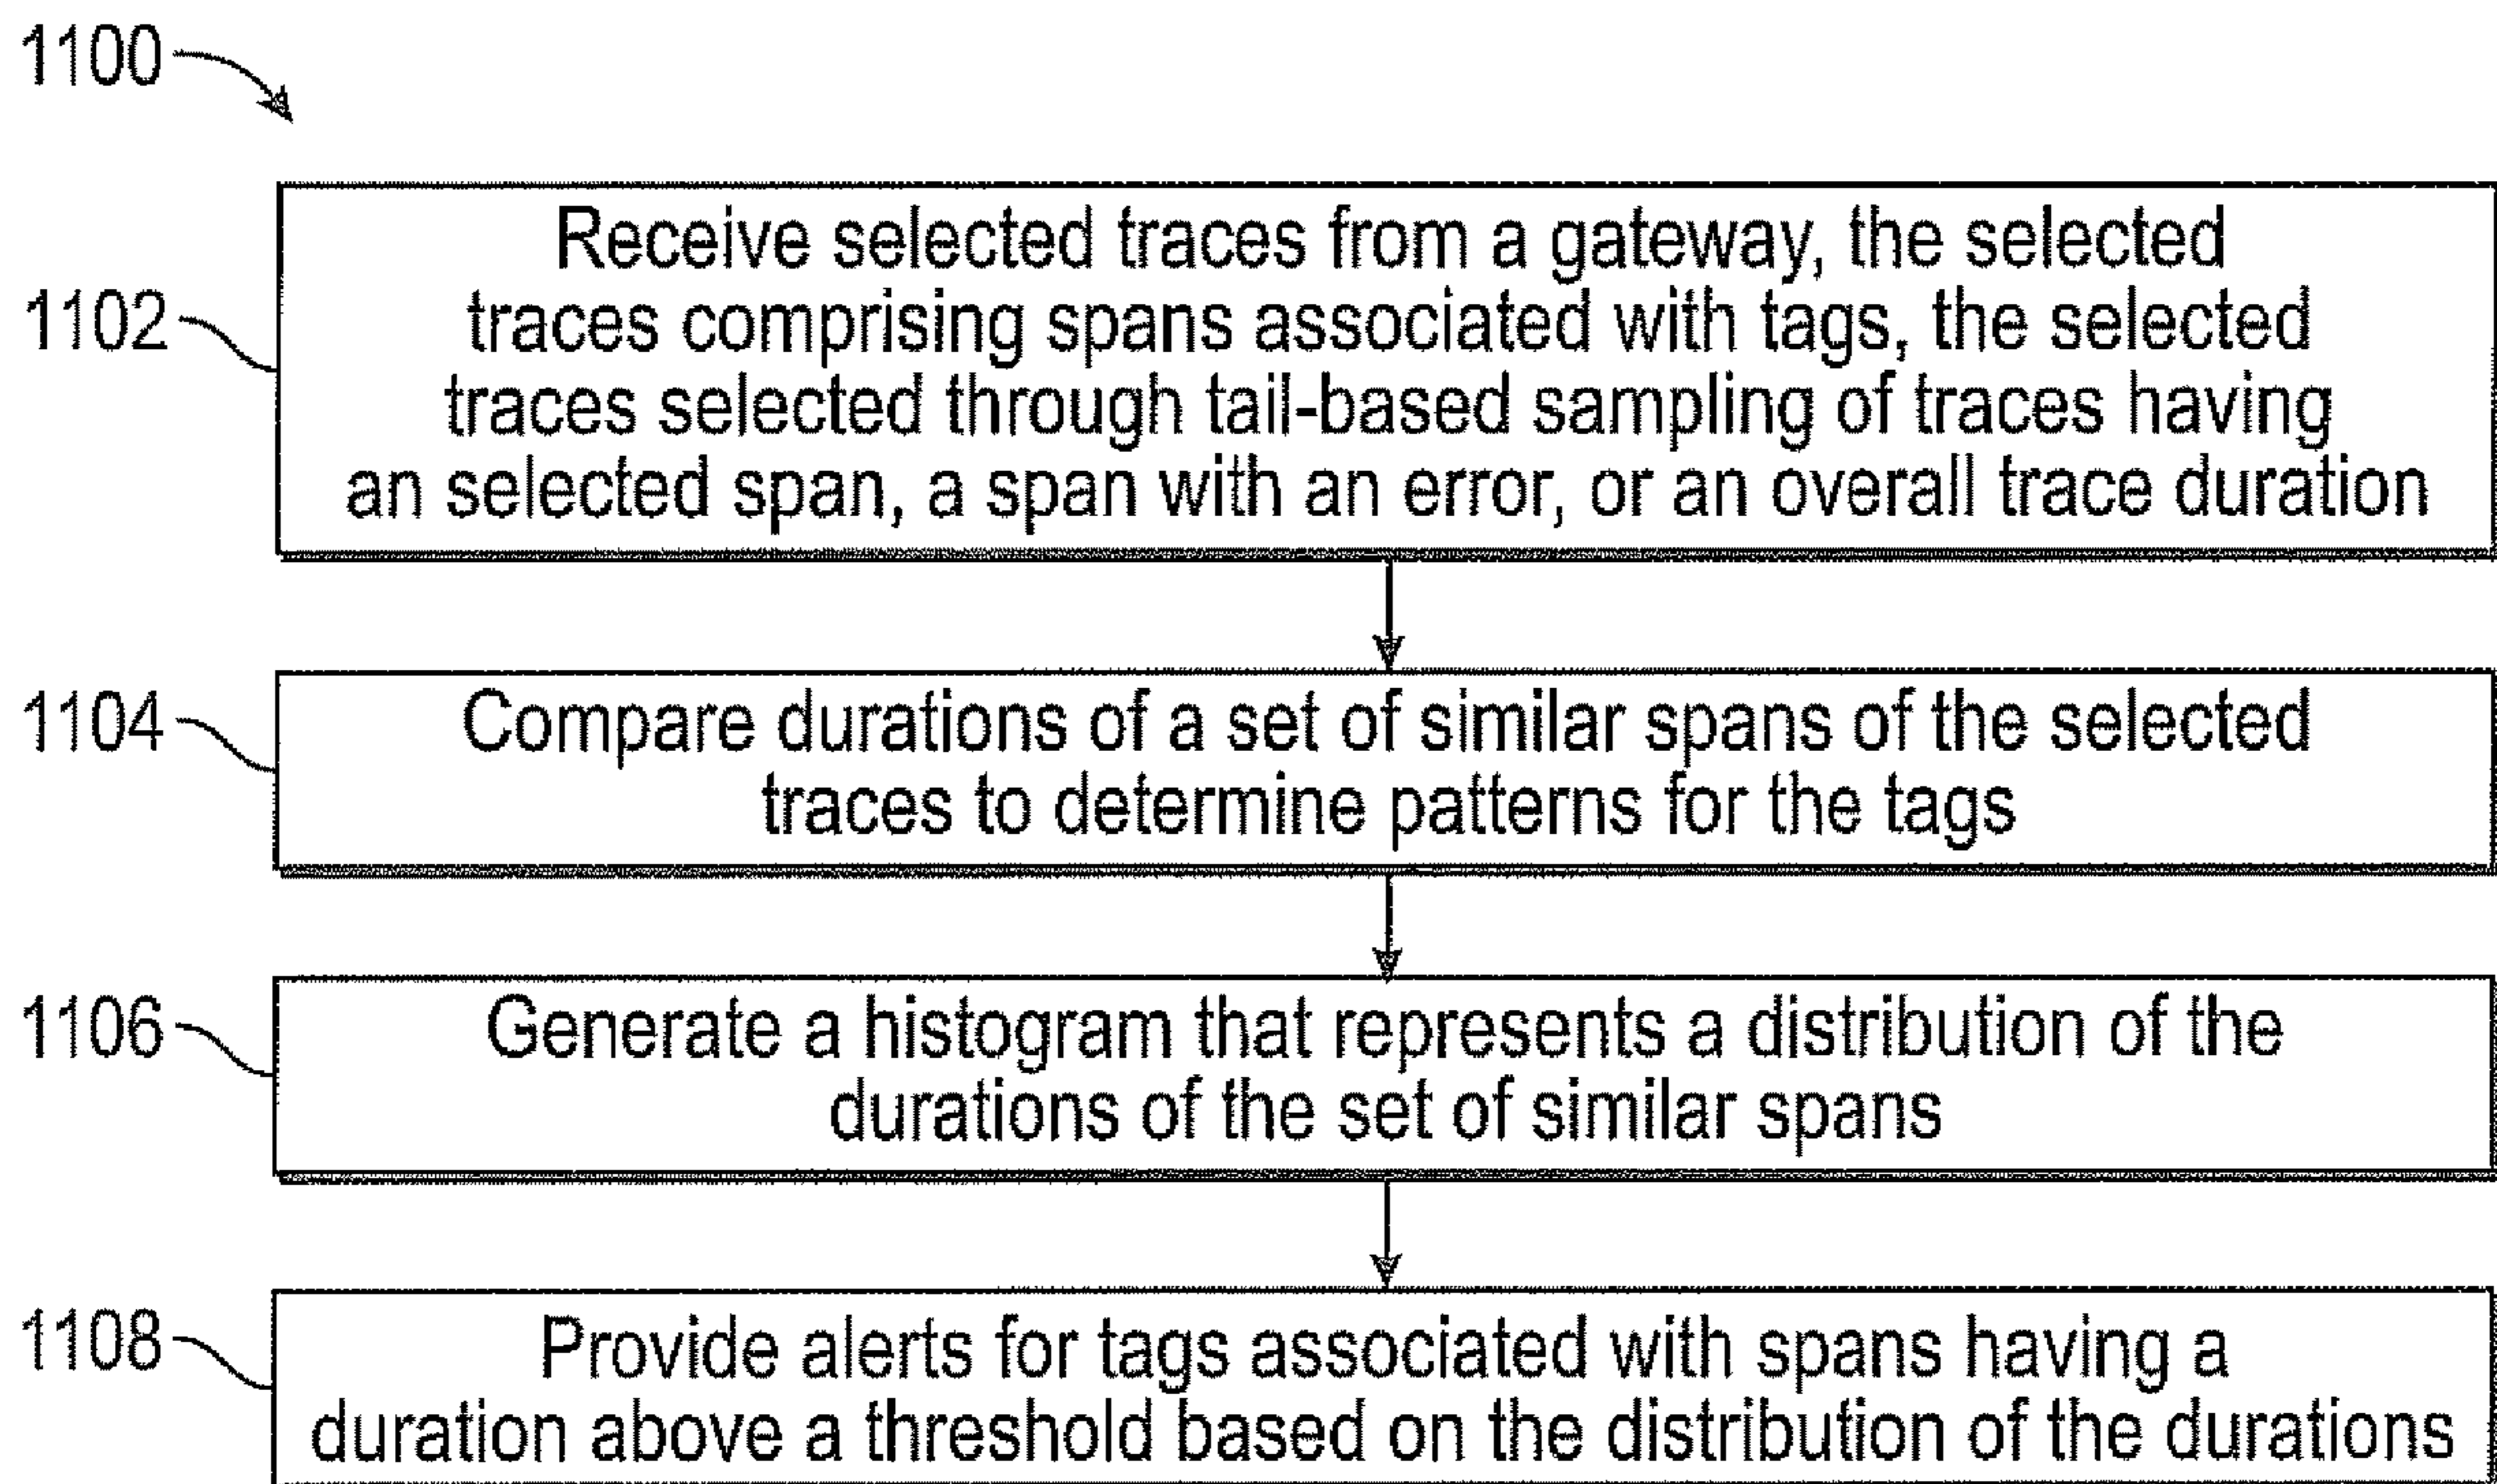 1100
1102
Receive selected traces from a gateway, the selected
traces comprising spans associated with tags, the selected
traces selected through tail-based sampling of traces having
an selected span, a span with an error, or an overall trace duration
1104
Compare durations of a set of similar spans of the selected
traces to determine patterns for the tags
1106
Generate a histogram that represents a distribution of the
durations of the set of similar spans
1108
Provide alerts for tags associated with spans having a
duration above a threshold based on the distribution of the durations